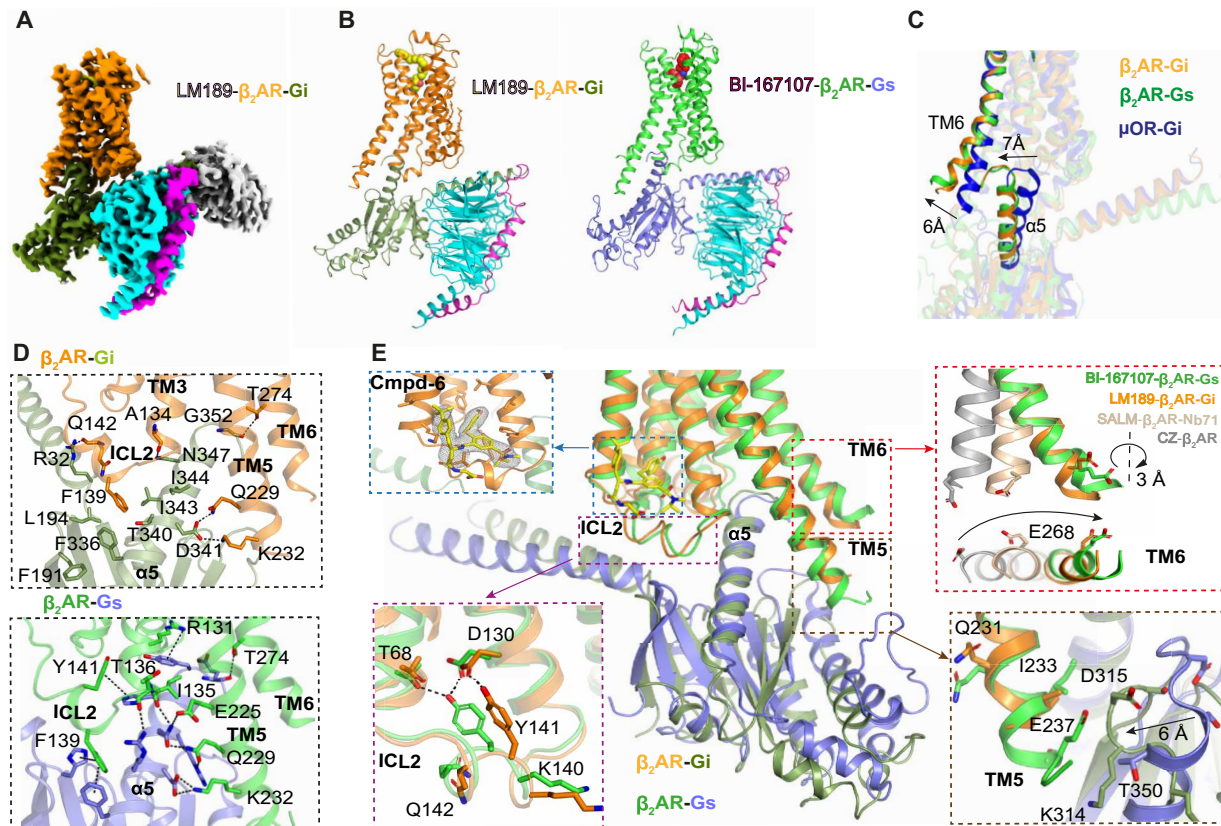 A
LM189-β₂AR-Gi
B
LM189-β₂AR-Gi
BI-167107-β₂AR-Gs
C
β₂AR-Gi
β₂AR-Gs
μOR-Gi
TM6
7Å
6Å
α5
D
β₂AR-Gi
TM3
T274
Q142
A134
G352
TM6
R32
ICL2
N347
TM5
I344
Q229
F139
I343
L194
T340
F336
D341
K232
F191
α5
β₂AR-Gs
R131
Y141
T136
T274
I135
TM6
ICL2
E225
TM5
F139
Q229
α5
K232
E
Cmpd-6
TM6
ICL2
α5
TM5
BI-167107-β₂AR-Gs
LM189-β₂AR-Gi
SALM-β₂AR-Nb71
CZ-β₂AR
3 Å
E268
TM6
D130
T68
Y141
ICL2
K140
Q142
β₂AR-Gi
β₂AR-Gs
Q231
I233
D315
E237
6 Å
TM5
T350
K314